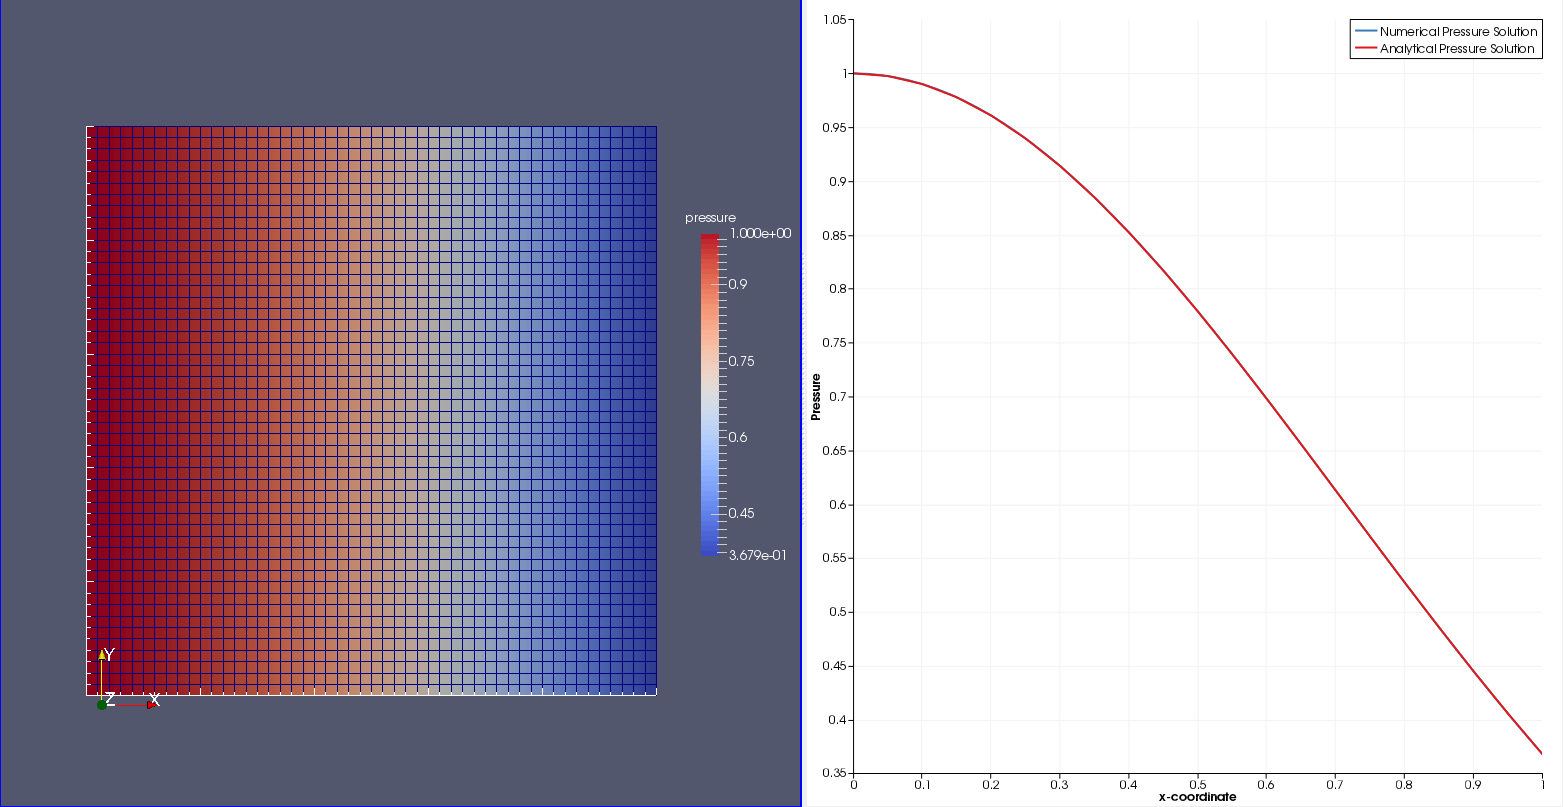 pressure
1.000e+00
0.9
0.75
0.6
0.45
3.679e-01
Y
Z
X
Numerical Pressure Solution
Analytical Pressure Solution
1.05
1
0.95
0.9
0.85
0.8
0.75
0.7
0.65
0.6
0.55
0.5
0.45
0.4
0.35
Pressure
0 0.1 0.2 0.3 0.4 0.5 0.6 0.7 0.8 0.9 1
x-coordinate